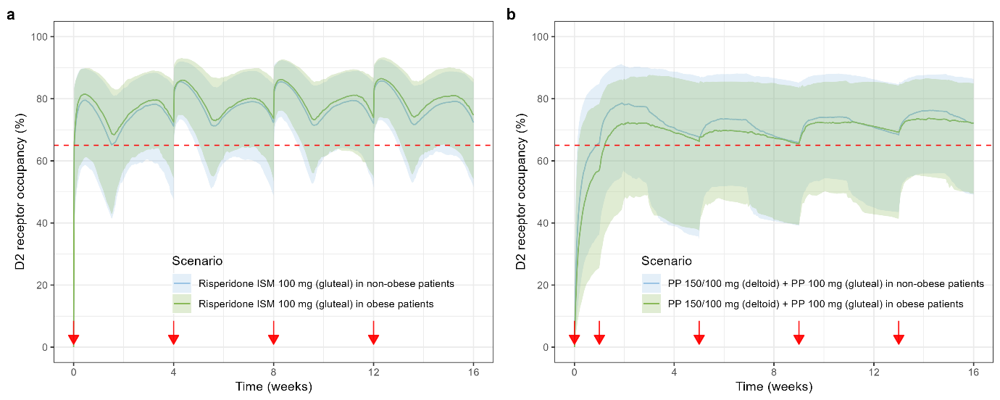 a
D2 receptor occupancy (%)
100
80
60
40
20
0
Scenario
Risperidone ISM 100 mg (gluteal) in non-obese patients
Risperidone ISM 100 mg (gluteal) in obese patients
0 4 8 12 16
Time (weeks)
b
D2 receptor occupancy (%)
100
80
60
40
20
0
Scenario
PP 150/100 mg (deltoid) + PP 100 mg (gluteal) in non-obese patients
PP 150/100 mg (deltoid) + PP 100 mg (gluteal) in obese patients
0 4 8 12 16
Time (weeks)